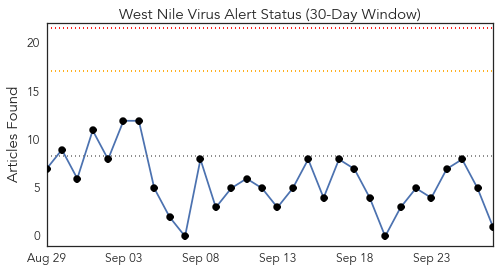 West Nile Virus Alert Status (30-Day Window)
20
15
10
5
0
Articles Found
Aug 29 Sep 03 Sep 08 Sep 13 Sep 18 Sep 23